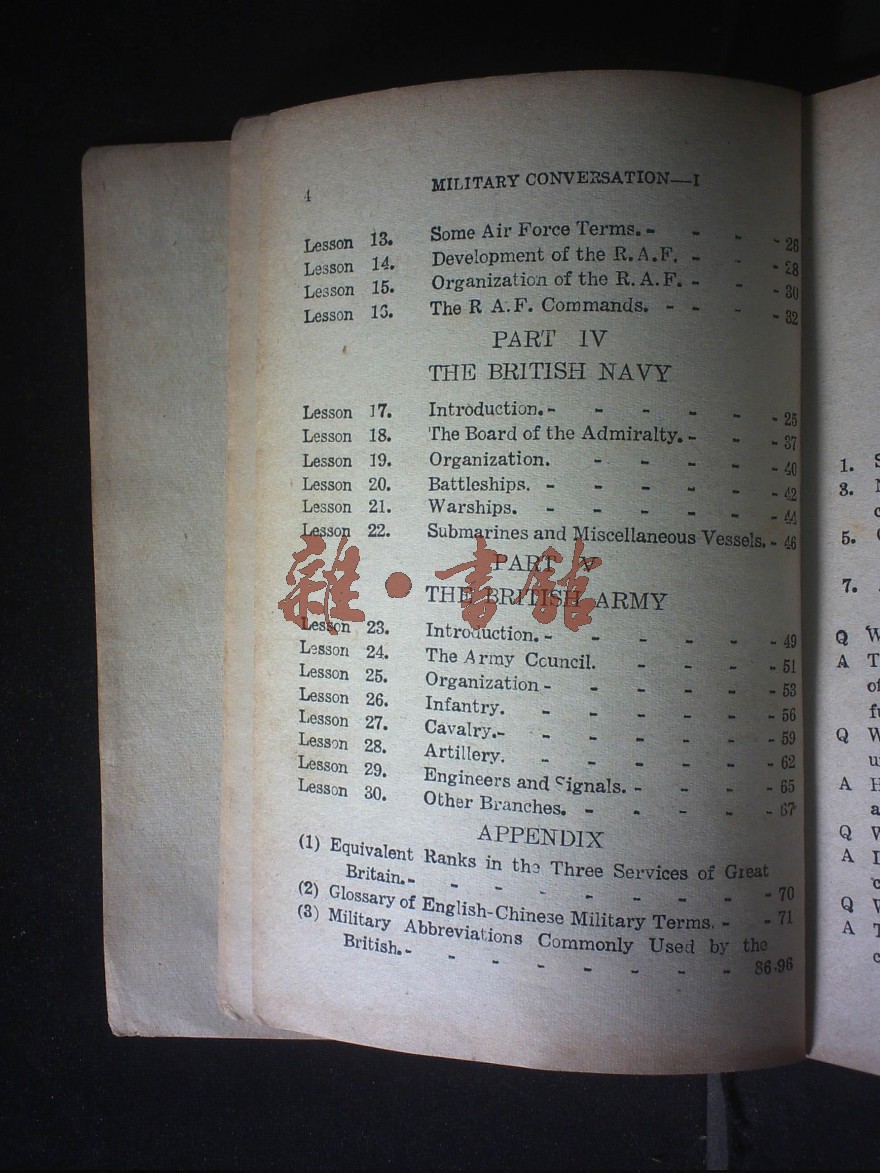 4 MILITARY CONVERSATION—I
Lesson 13. Some Air Force Terms. - - - - 26
Lesson 14. Development of the R.A.F. - - - 28
Lesson 15. Organization of the R.A.F. - - - 30
Lesson 16. The R A.F. Commands. - - - - 32
PART IV
THE BRITISH NAVY
Lesson 17. Introduction. - - - - - - 25
Lesson 18. The Board of the Admiralty. - - - 37
Lesson 19. Organization. - - - - - 40
Lesson 20. Battleships. - - - - - - 42
Lesson 21. Warships. - - - - - - 44
Lesson 22. Submarines and Miscellaneous Vessels. - 46
PART V
THE BRITISH ARMY
雜·書館
Lesson 23. Introduction. - - - - - - 49
Lesson 24. The Army Council. - - - - 51
Lesson 25. Organization - - - - - - 53
Lesson 26. Infantry. - - - - - - 56
Lesson 27. Cavalry. - - - - - - 59
Lesson 28. Artillery. - - - - - - 62
Lesson 29. Engineers and Signals. - - - - 65
Lesson 30. Other Branches. - - - - - 67
APPENDIX
(1) Equivalent Ranks in the Three Services of Great
Britain. - - - - - - - - 70
(2) Glossary of English-Chinese Military Terms. - - 71
(3) Military Abbreviations Commonly Used by the
British. - - - - - - - - 86-96
1. S
3.
5.
7.
Q W
A T
of
Q W
A H
a
Q
A
Q
A T